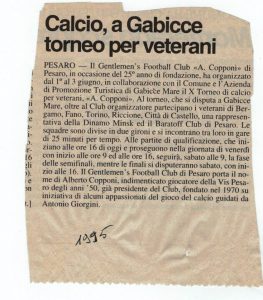 Calcio, a Gabicce
torneo per veterani
PESARO — Il Gentlemen's Football Club «A. Copponi» di
Pesaro, in occasione del 25° anno di fondazione, ha organizzato
dal 1° al 3 giugno, in collaborazione con il Comune e l'Azienda
di Promozione Turistica di Gabicce Mare il X Torneo di calcio
per veterani, «A. Copponi». Al torneo, che si disputa a Gabicce
Mare, oltre al Club organizzatore partecipano i veterani di Ber-
gamo, Fano, Torino, Riccione, Città di Castello, una rappre-
sentativa della Dinamo Minsk ed il Baratoff Club di Pesaro. Le
squadre sono divise in due gironi e si incontrano tra loro in gare
di 25 minuti per tempo. Alle partite di qualificazione, che ini-
ziano alle ore 16 di oggi e proseguono nella giornata di venerdì
con inizio alle ore 9 ed alle ore 16, seguirà, sabato alle 9, la fase
delle semifinali, mentre le finali si disputeranno sabato, con ini-
zio alle 16. Il Gentlemen's Football Club di Pesaro porta il no-
me di Alberto Copponi, indimenticato giocatore della Vis Pesa-
ro degli anni '50, già presidente del Club, fondato nel 1970 su
iniziativa di alcuni appassionati del gioco del calcio guidati da
Antonio Giorgini.
1995